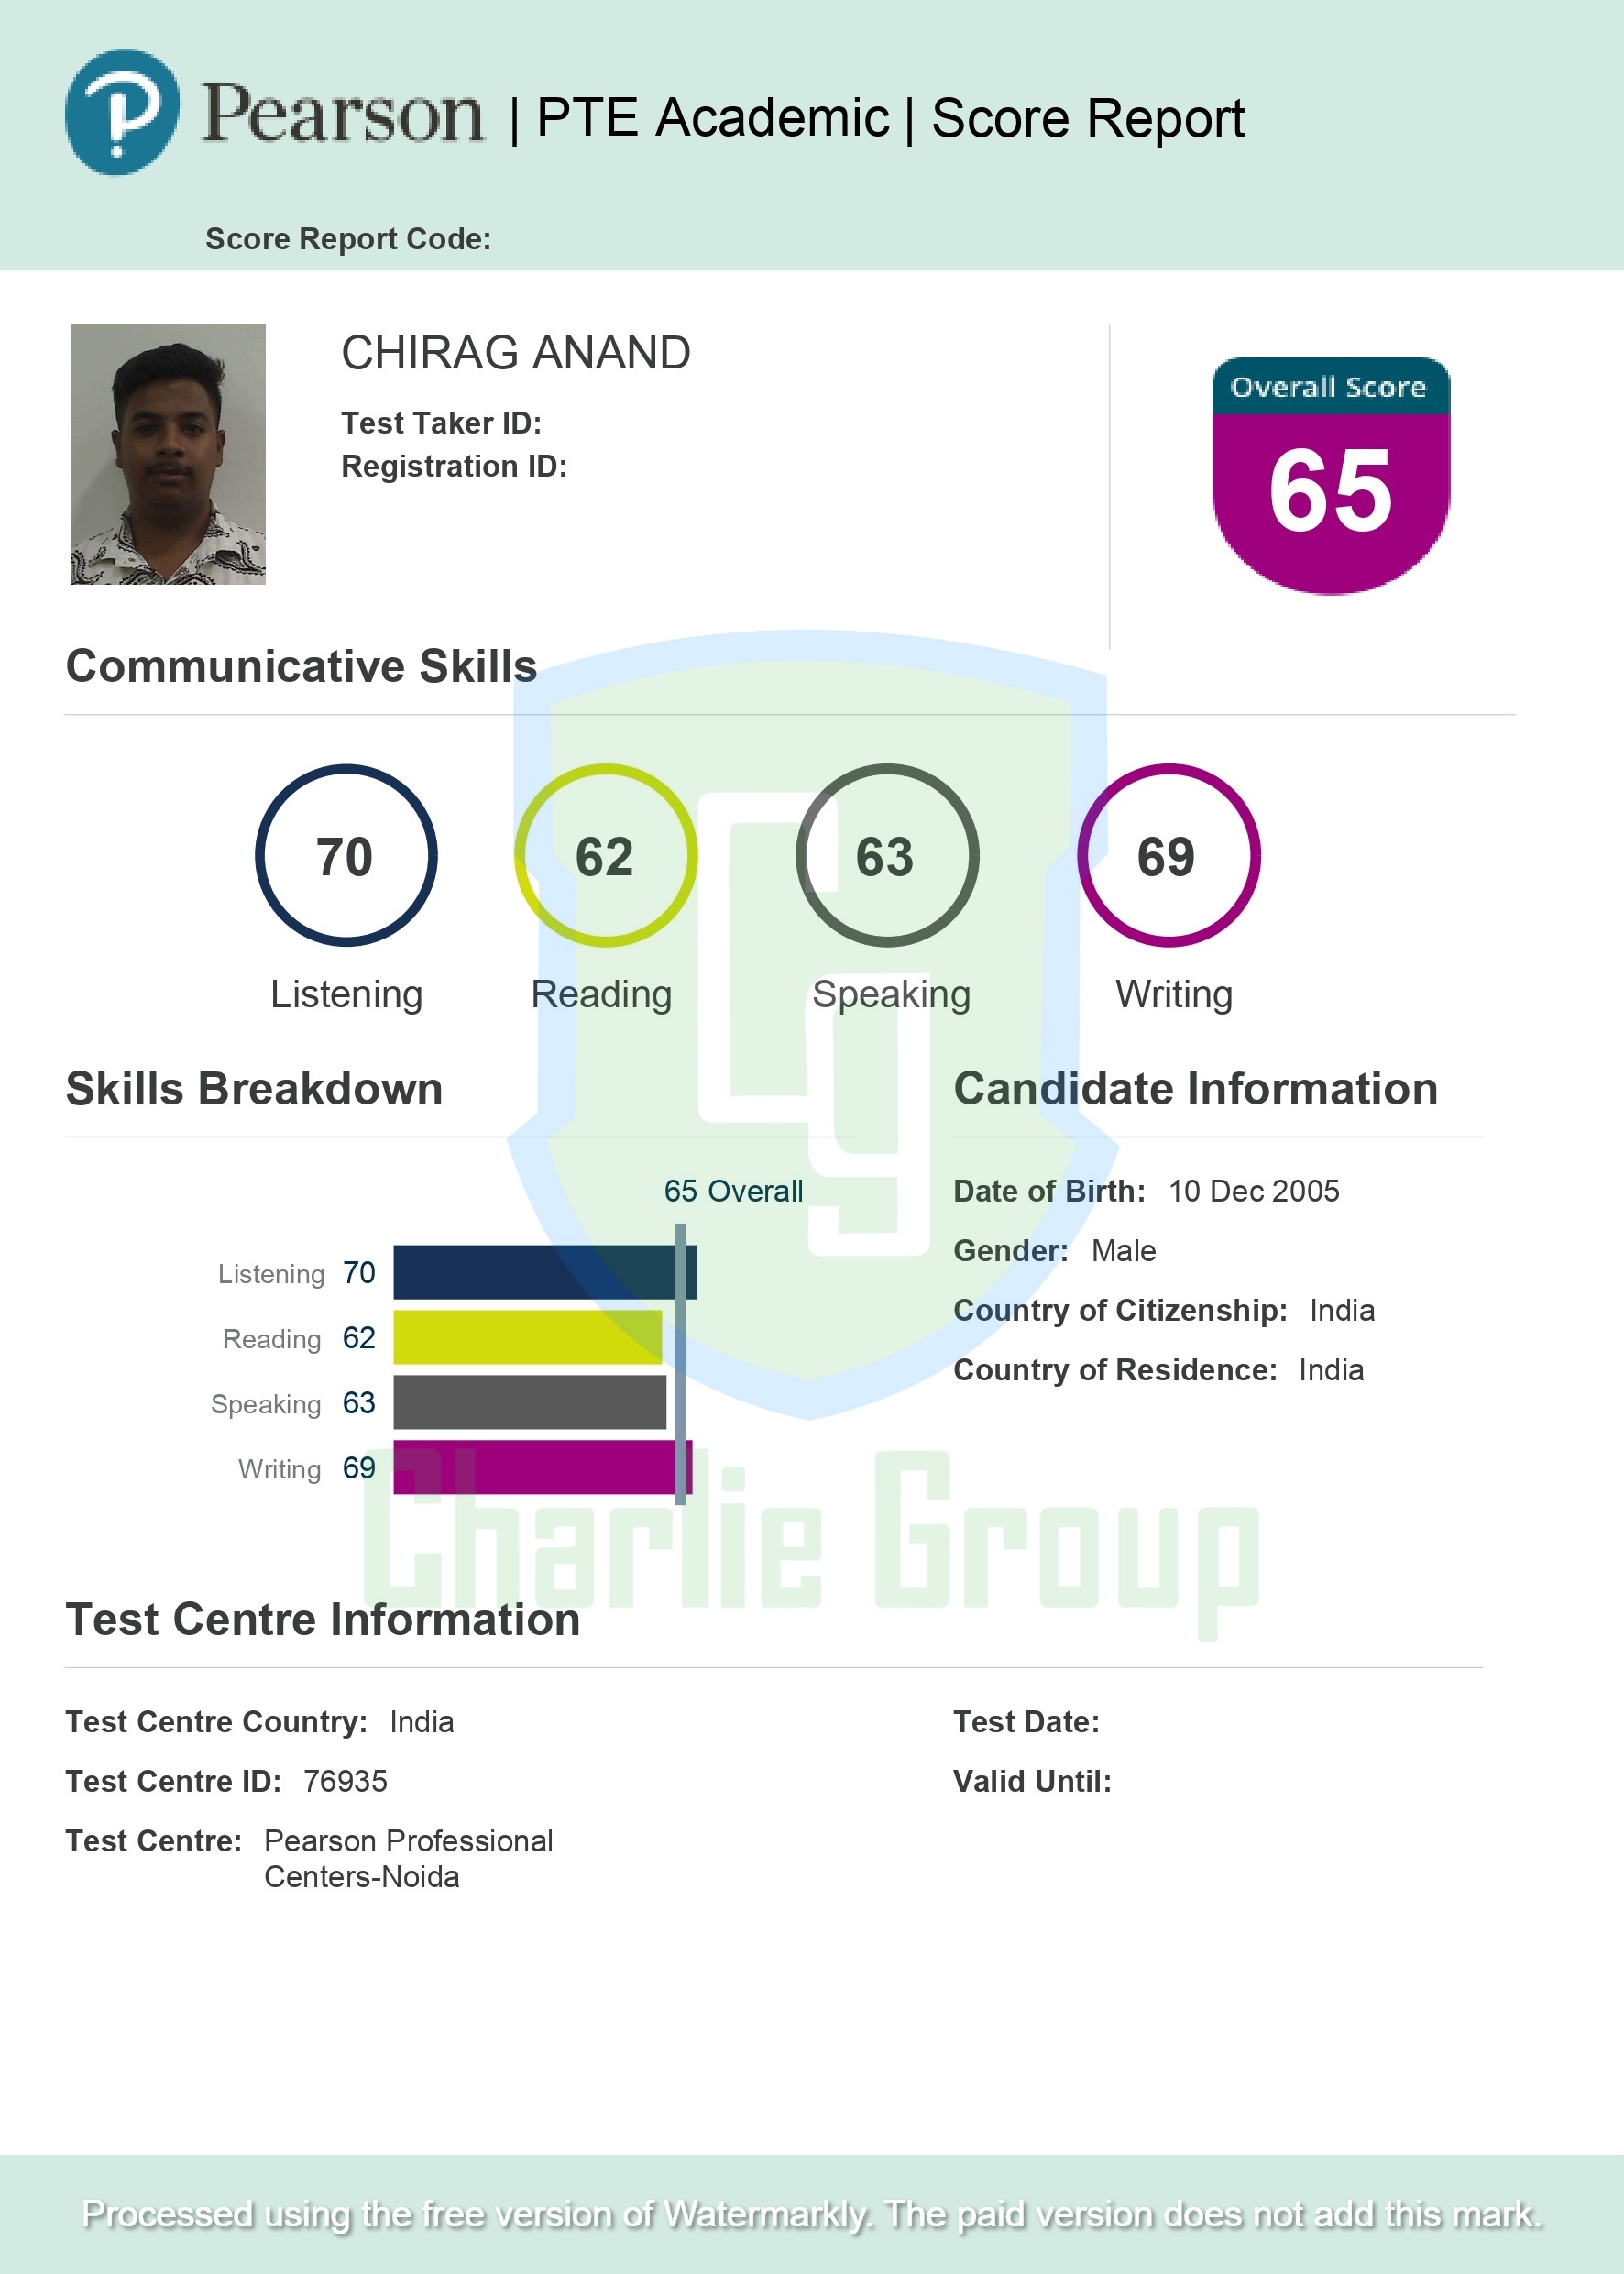 Pearson | PTE Academic | Score Report
Score Report Code:
CHIRAG ANAND
Test Taker ID:
Registration ID:
Overall Score
65
Communicative Skills
70 62 63 69
Listening Reading Speaking Writing
Skills Breakdown
65 Overall
Listening 70
Reading 62
Speaking 63
Writing 69
Candidate Information
Date of Birth: 10 Dec 2005
Gender: Male
Country of Citizenship: India
Country of Residence: India
Cg
Charlie Group
Test Centre Information
Test Centre Country: India
Test Centre ID: 76935
Test Centre: Pearson Professional
Centers-Noida
Test Date:
Valid Until:
Processed using the free version of Watermarkly. The paid version does not add this mark.